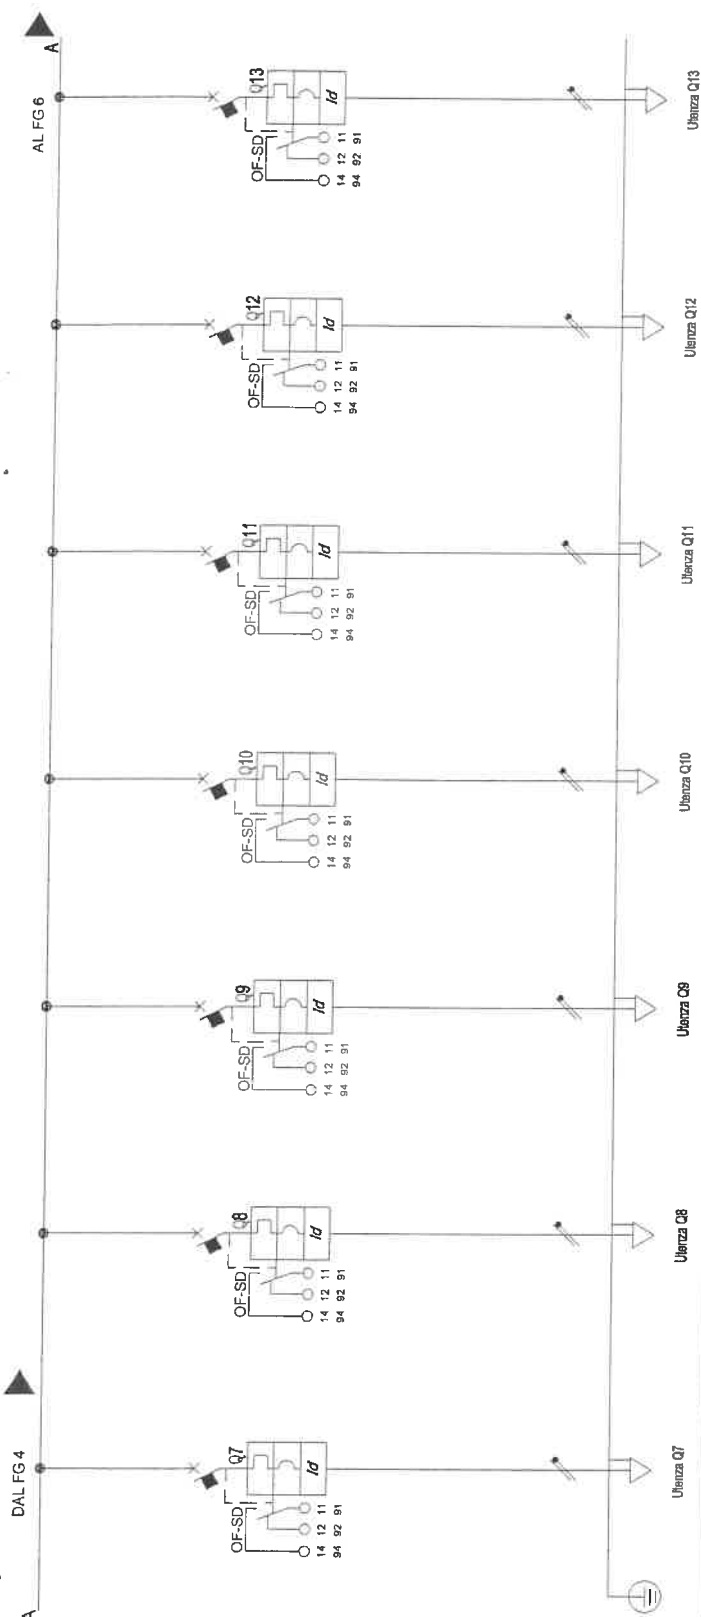 DAL FG 4
AL FG 6
A
A
Q7
OF-SD
Id
11 91
12 92
14 94
Utenza Q7
Q8
OF-SD
Id
11 91
12 92
14 94
Utenza Q8
Q9
OF-SD
Id
11 91
12 92
14 94
Utenza Q9
Q10
OF-SD
Id
11 91
12 92
14 94
Utenza Q10
Q11
OF-SD
Id
11 91
12 92
14 94
Utenza Q11
Q12
OF-SD
Id
11 91
12 92
14 94
Utenza Q12
Q13
OF-SD
Id
11 91
12 92
14 94
Utenza Q13